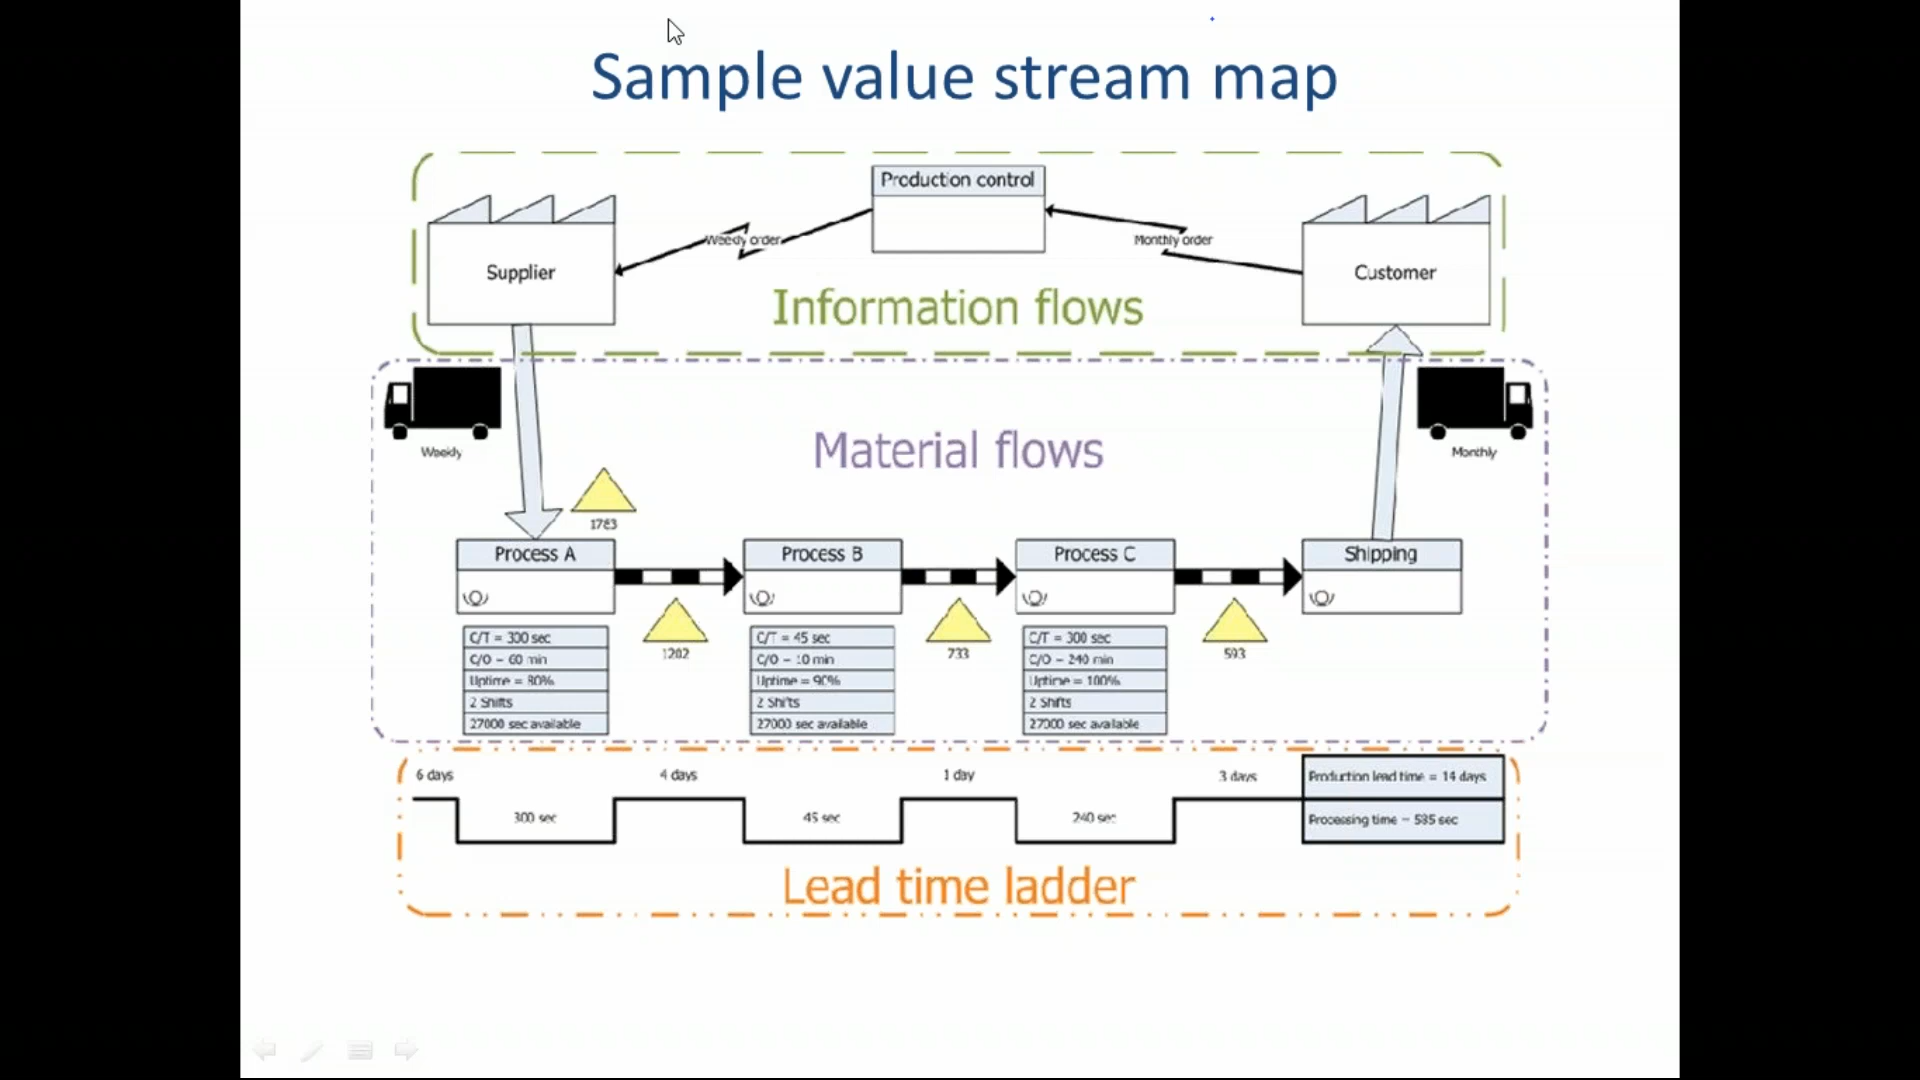 Sample value stream map
Production control
Weekly order
Monthly order
Supplier
Customer
Information flows
Weekly
Material flows
Monthly
1783
Process A
Process B
Process C
Shipping
1202
733
593
C/T = 300 sec
C/O = 60 min
Uptime = 80%
2 Shifts
27000 sec available
C/T = 45 sec
C/O = 10 min
Uptime = 90%
2 Shifts
27000 sec available
C/T = 300 sec
C/O = 240 min
Uptime = 100%
2 Shifts
27000 sec available
6 days
4 days
1 day
3 days
Production lead time = 14 days
300 sec
45 sec
240 sec
Processing time = 585 sec
Lead time ladder